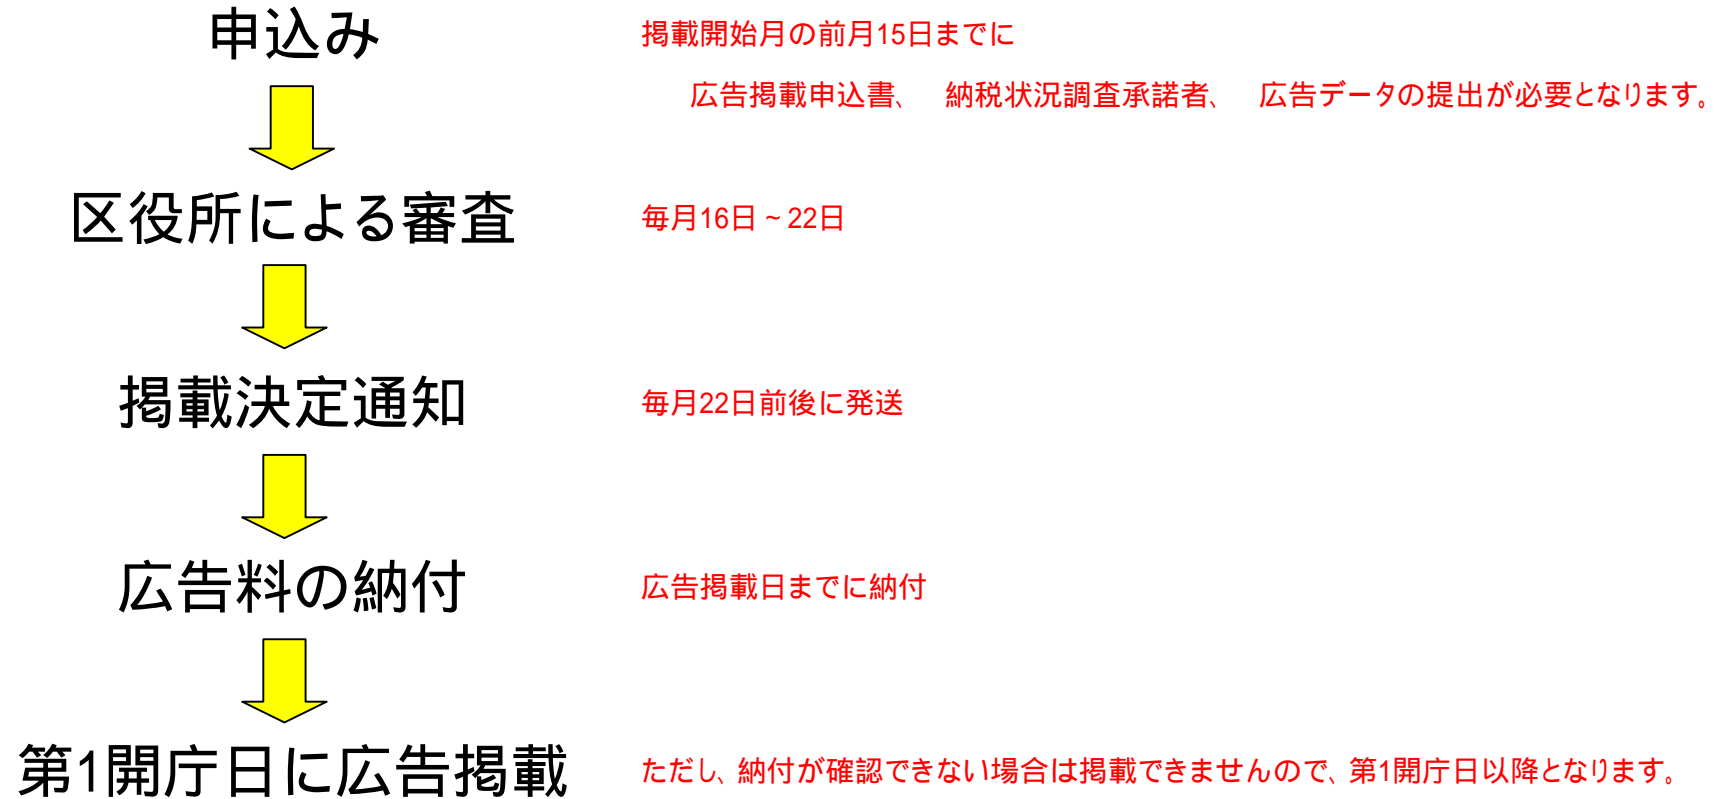 申込み
掲載開始月の前月15日までに
広告掲載申込書、 納税状況調査承諾者、 広告データの提出が必要となります。
区役所による審査
毎月16日~22日
掲載決定通知
毎月22日前後に発送
広告料の納付
広告掲載日までに納付
第1開庁日に広告掲載
ただし、納付が確認できない場合は掲載できませんので、第1開庁日以降となります。